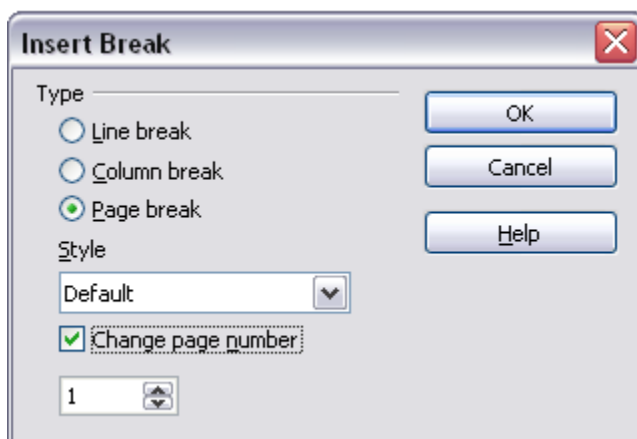 Insert Break
Type
Line break
Column break
Page break
Style
Default
Change page number
1
OK
Cancel
Help